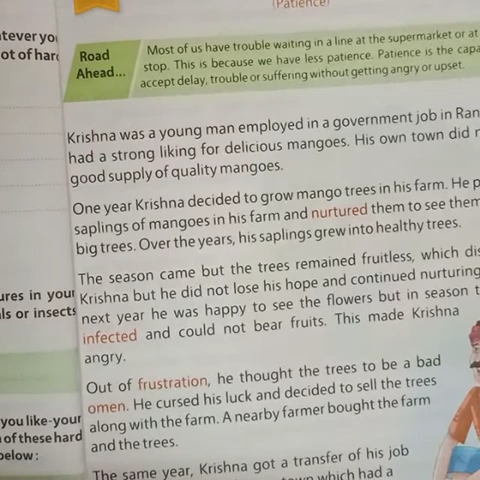 (Patience)
Road
Ahead...
Most of us have trouble waiting in a line at the supermarket or at
stop. This is because we have less patience. Patience is the
accept delay, trouble or suffering without getting angry or upset.
Krishna was a young man employed in a government job in
had a strong liking for delicious mangoes. His own town did
good supply of quality mangoes.
One year Krishna decided to grow mango trees in his farm. He
saplings of mangoes in his farm and nurtured them to see them
big trees. Over the years, his saplings grew into healthy trees.
The season came but the trees remained fruitless, which
Krishna but he did not lose his hope and continued nurturing
next year he was happy to see the flowers but in season
infected and could not bear fruits. This made Krishna
angry.
Out of frustration, he thought the trees to be a bad
omen. He cursed his luck and decided to sell the trees
along with the farm. A nearby farmer bought the farm
and the trees.
The same year, Krishna got a transfer of his job
which had a
ot of
in your
ls or insects
you like-your
of these hard
below :